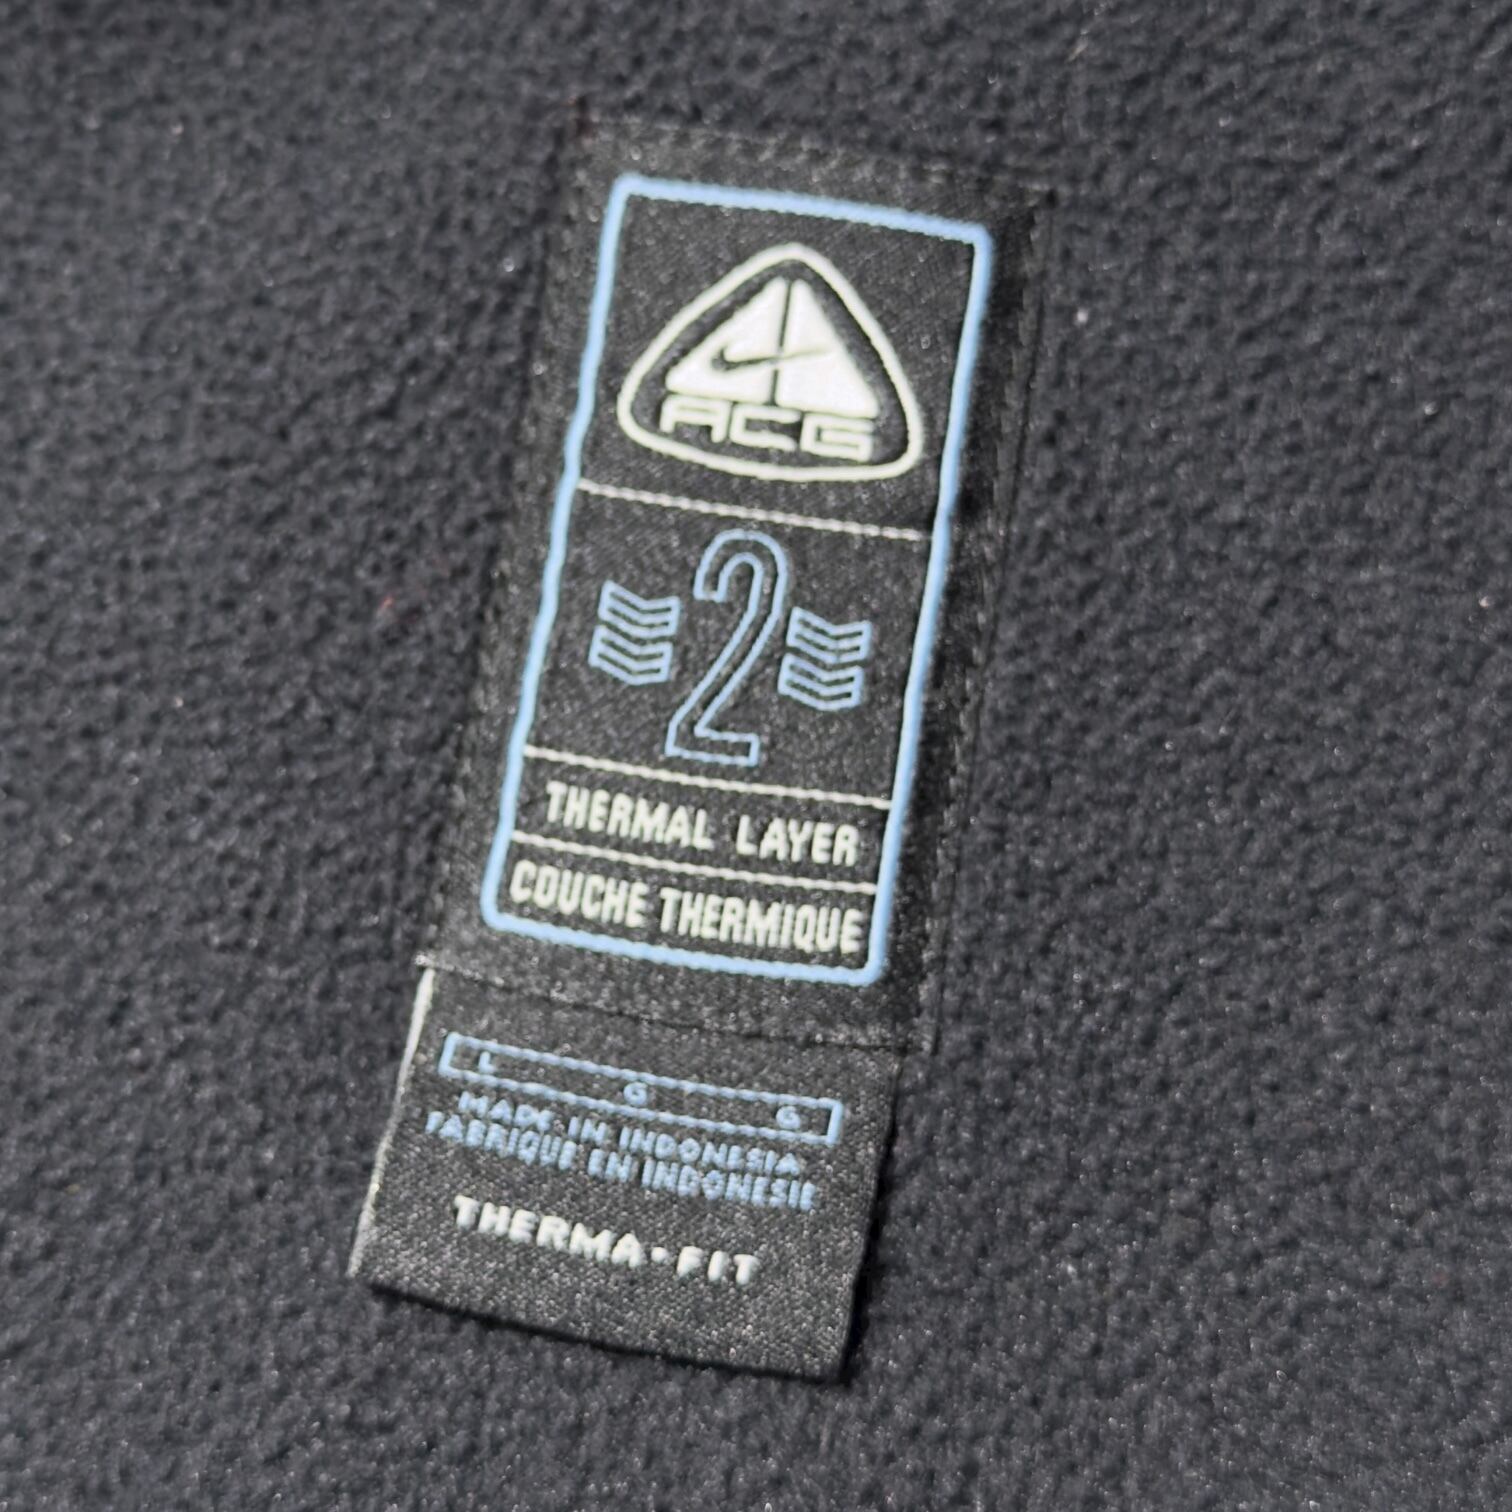 ACG
2
THERMAL LAYER
COUCHE THERMIQUE
L G G
MADE IN INDONESIA
FABRIQUE EN INDONESIE
THERMA•FIT